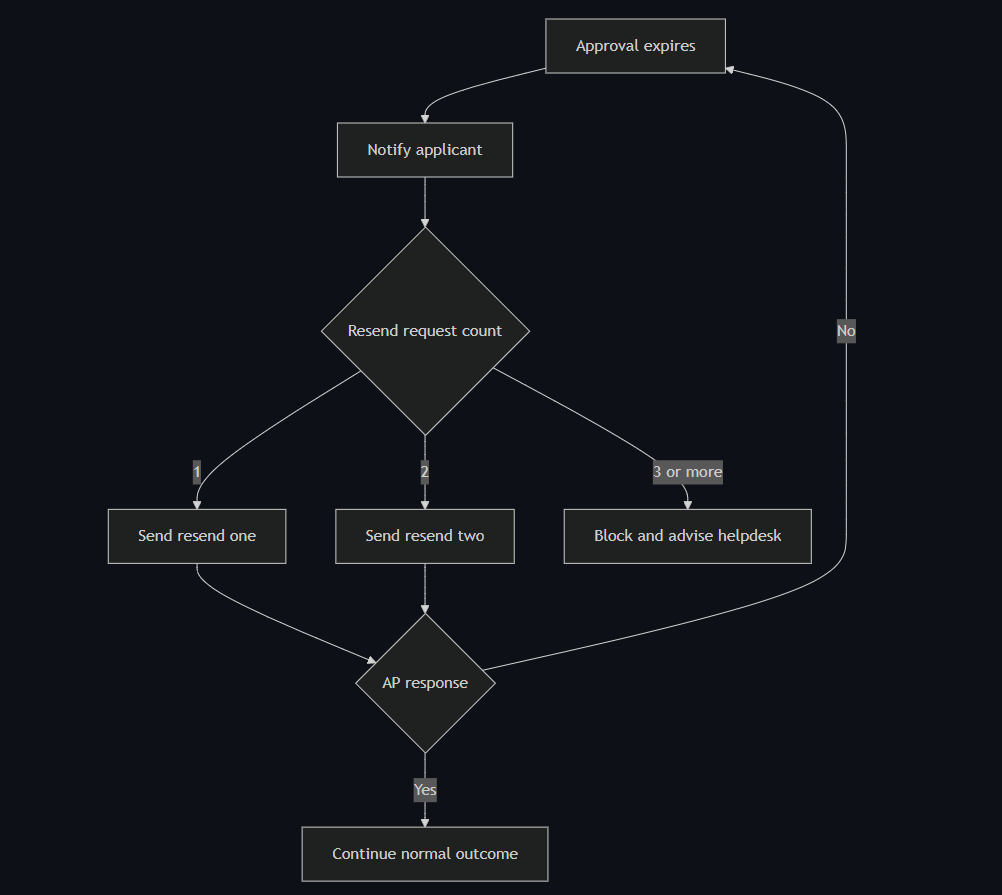 Approval expires
Notify applicant
Resend request count
No
1
2
3 or more
Send resend one
Send resend two
Block and advise helpdesk
AP response
Yes
Continue normal outcome